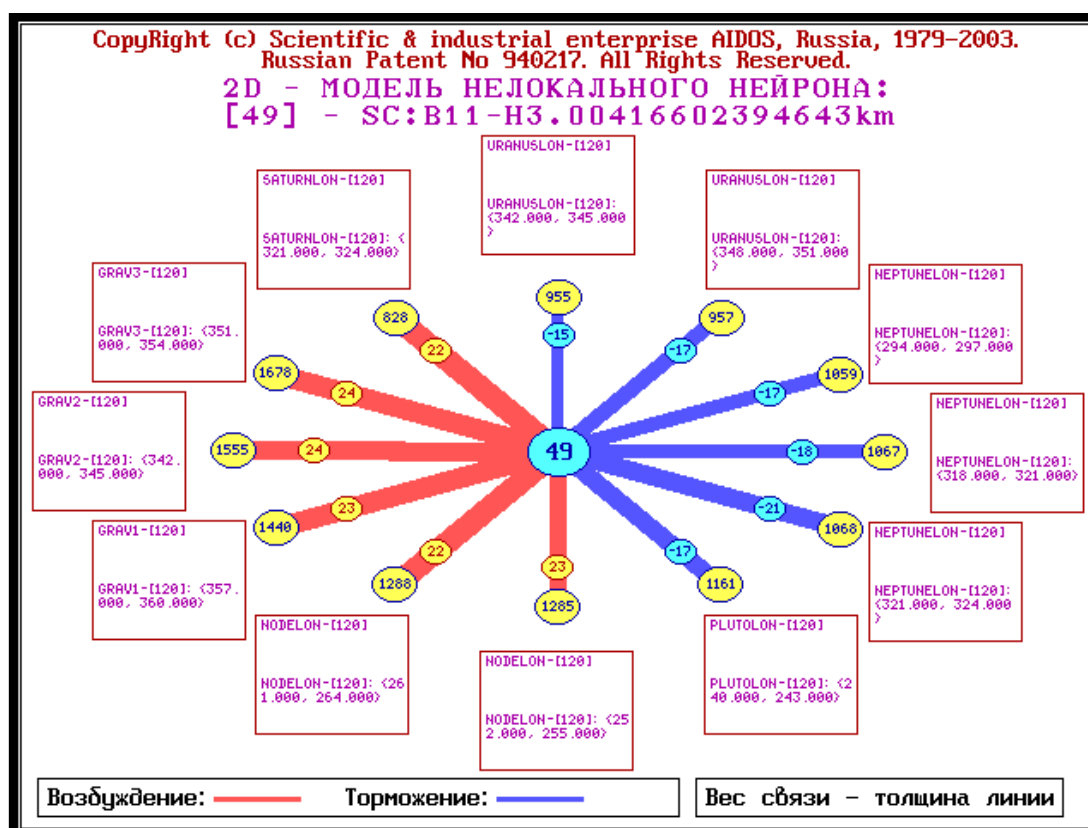 CopyRight (c) Scientific & industrial enterprise AIDOS, Russia, 1979-2003.
Russian Patent No 940217. All Rights Reserved.
2D - МОДЕЛЬ НЕЛОКАЛЬНОГО НЕЙРОНА:
[49] - SC:B11-H3.00416602394643km
URANUSLON-[120]
URANUSLON-[120]:
{342.000, 345.000
}
SATURNLON-[120]
SATURNLON-[120]: {
321.000, 324.000}
URANUSLON-[120]
URANUSLON-[120]:
{348.000, 351.000
}
GRAV3-[120]
GRAV3-[120]: {351.
000, 354.000}
NEPTUNELON-[120]
NEPTUNELON-[120]:
{294.000, 297.000
}
GRAV2-[120]
GRAV2-[120]: {342.
000, 345.000}
NEPTUNELON-[120]
NEPTUNELON-[120]:
{318.000, 321.000}
GRAV1-[120]
GRAV1-[120]: {357.
000, 360.000}
NEPTUNELON-[120]
NEPTUNELON-[120]:
{321.000, 324.000
}
NODELON-[120]
NODELON-[120]: {26
1.000, 264.000}
NODELON-[120]
NODELON-[120]: {25
2.000, 255.000}
PLUTOLON-[120]
PLUTOLON-[120]: {2
40.000, 243.000}
955
828
957
-15
22
-17
1678
1059
24
-17
1555
24
49
-18
1067
1440
23
-21
1068
22
-17
1288
23
1161
1285
Возбуждение:
Торможение:
Вес связи - толщина линии